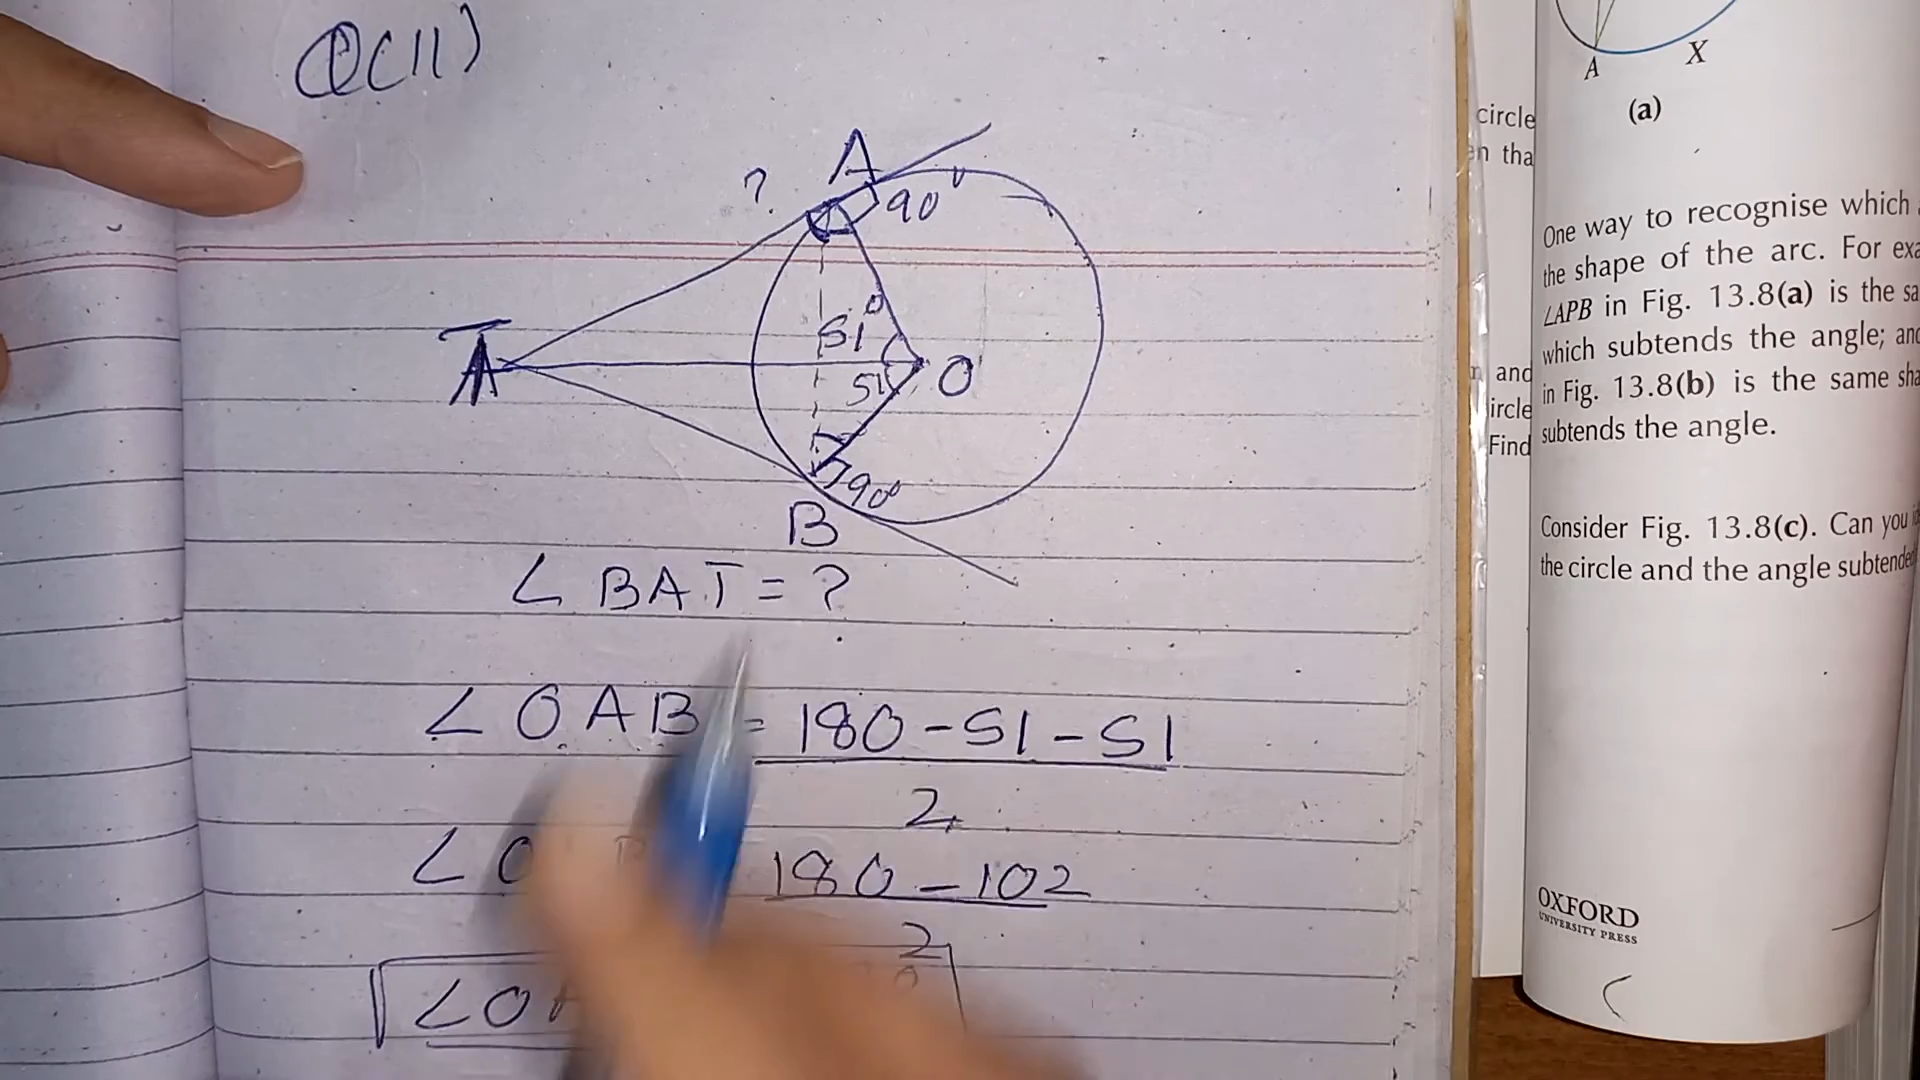 Q(11)
A
?
90°
T
51°
51
O
90°
B
∠BAT = ?
∠OAB = 180 - 51 - 51
2
180 - 102
2
∠O
A
X
(a)
circle
n tha
One way to recognise which
the shape of the arc. For exa
∠APB in Fig. 13.8(a) is the sa
which subtends the angle; and
in Fig. 13.8(b) is the same sha
subtends the angle.
and
ircle
Find
Consider Fig. 13.8(c). Can you
the circle and the angle subtended
OXFORD
UNIVERSITY PRESS